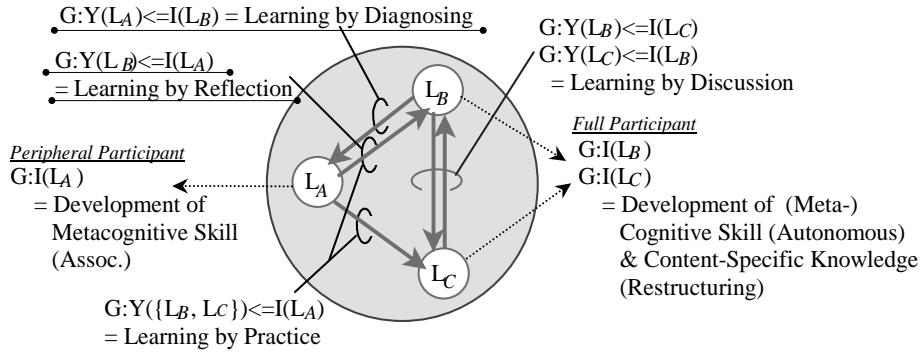 G:Y(LA)<=I(LB) = Learning by Diagnosing
G:Y(LB)<=I(LA)
= Learning by Reflection
G:Y(LB)<=I(LC)
G:Y(LC)<=I(LB)
= Learning by Discussion
LB
LA
LC
Peripheral Participant
G:I(LA)
= Development of
Metacognitive Skill
(Assoc.)
Full Participant
G:I(LB)
G:I(LC)
= Development of (Meta-)
Cognitive Skill (Autonomous)
& Content-Specific Knowledge
(Restructuring)
G:Y({LB, LC})<=I(LA)
= Learning by Practice